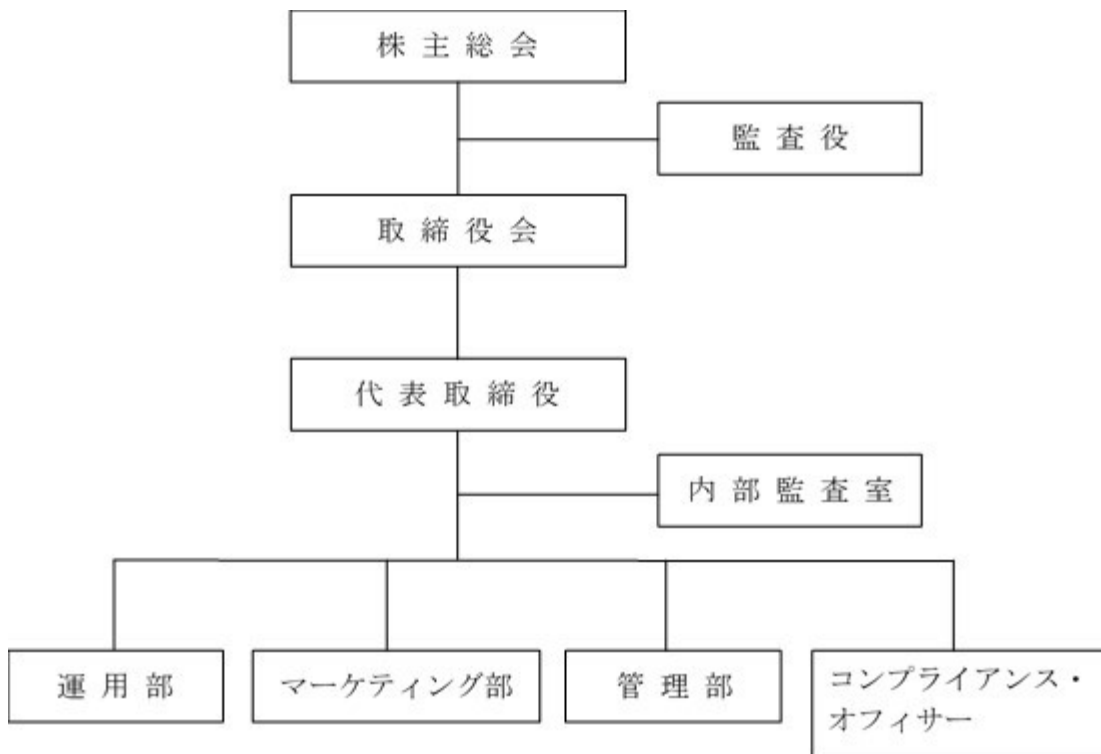 株主総会
監査役
取締役会
代表取締役
内部監査室
運用部
マーケティング部
管理部
コンプライアンス・
オフィサー